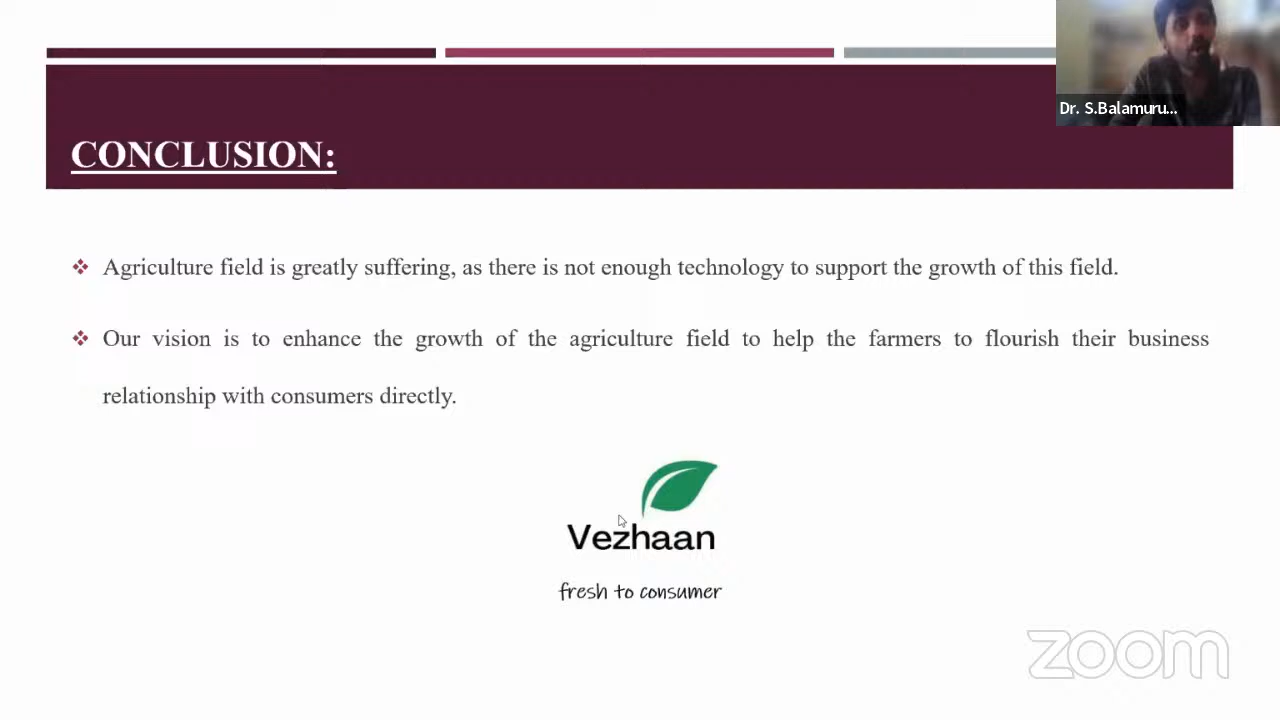 Dr. S.Balamuru...
CONCLUSION:
Agriculture field is greatly suffering, as there is not enough technology to support the growth of this field.
Our vision is to enhance the growth of the agriculture field to help the farmers to flourish their business
relationship with consumers directly.
Vezhaan
fresh to consumer
zoom